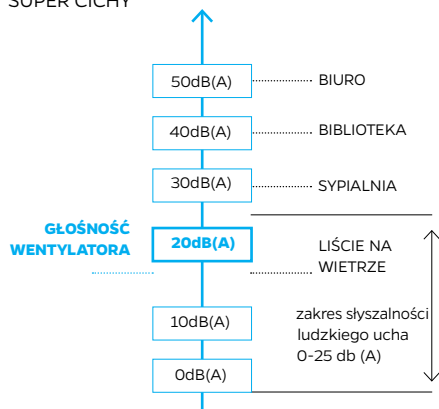 SUPER CICHY
50dB(A) BIURO
40dB(A) BIBLIOTEKA
30dB(A) SYPIALNIA
GŁOŚNOŚĆ
WENTYLATORA
20dB(A)
LIŚCIE NA
WIETRZE
10dB(A)
0dB(A)
zakres słyszalności
ludzkiego ucha
0-25 db (A)